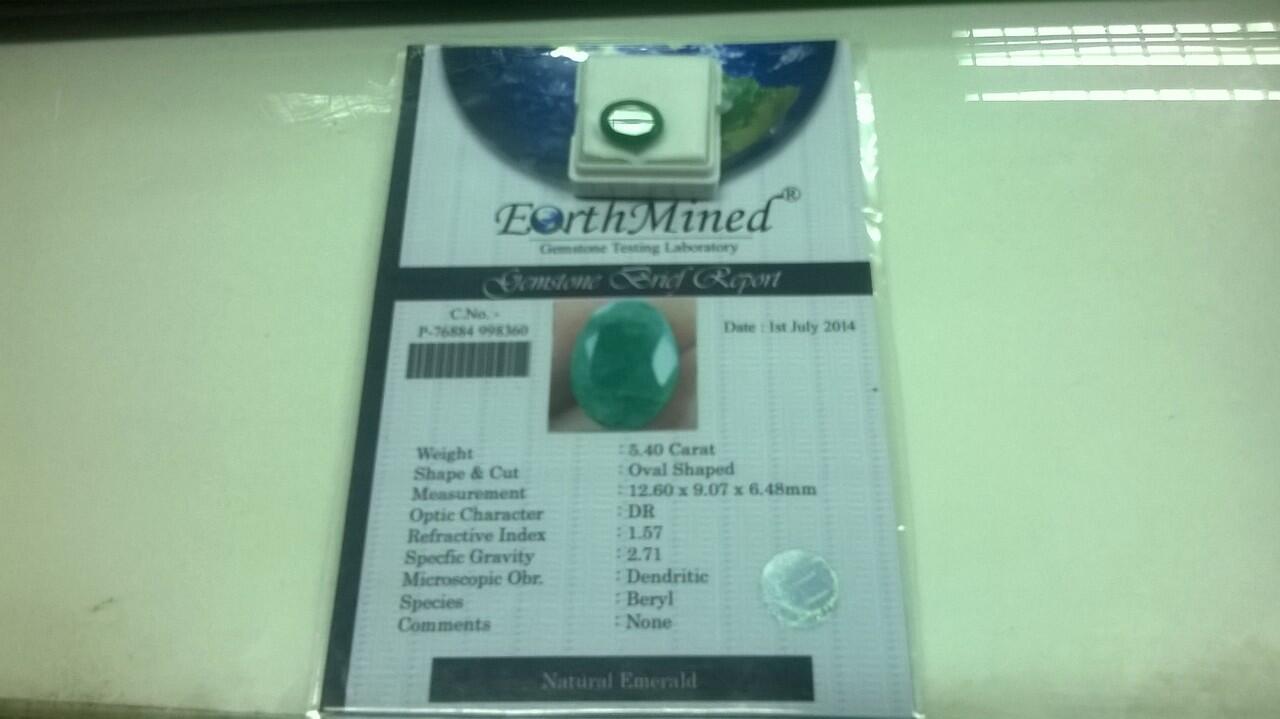 EarthMined®
Gemstone Testing Laboratory
Gemstone Brief Report
C.No. -
P-76884 998360
Date : 1st July 2014
Weight : 5.40 Carat
Shape & Cut : Oval Shaped
Measurement : 12.60 x 9.07 x 6.48mm
Optic Character : DR
Refractive Index : 1.57
Specfic Gravity : 2.71
Microscopic Obr. : Dendritic
Species : Beryl
Comments : None
Natural Emerald